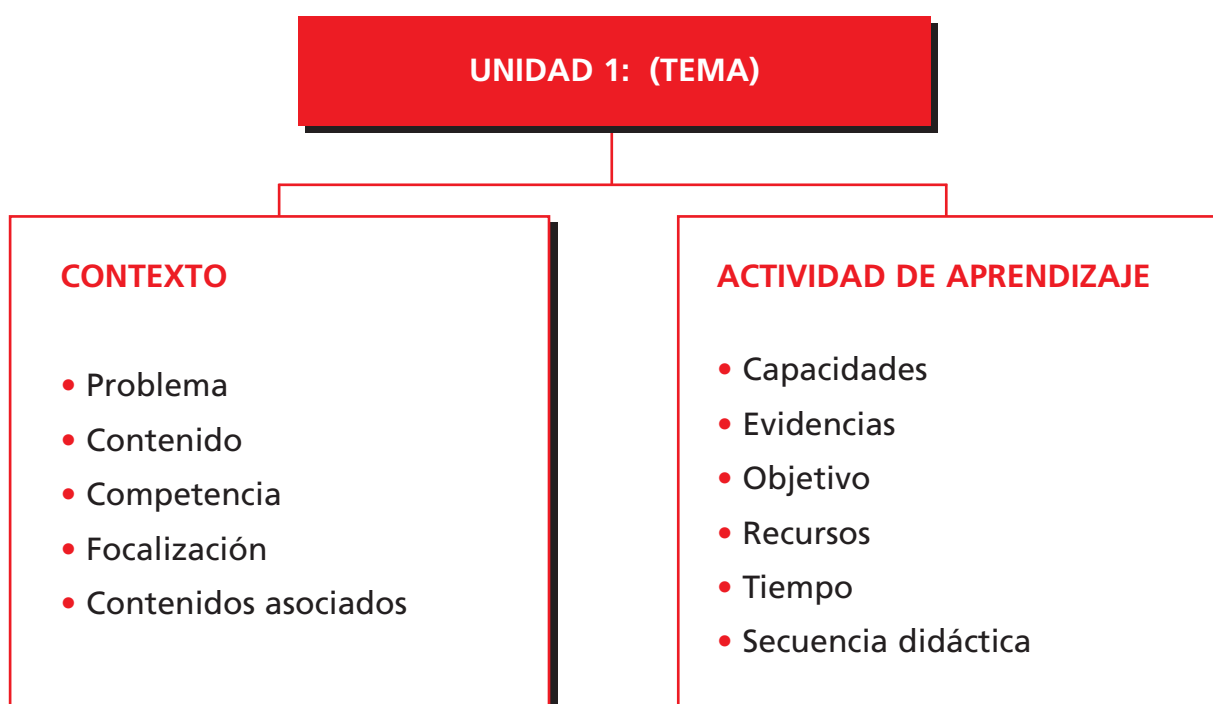 UNIDAD 1: (TEMA)
CONTEXTO
• Problema
• Contenido
• Competencia
• Focalización
• Contenidos asociados
ACTIVIDAD DE APRENDIZAJE
• Capacidades
• Evidencias
• Objetivo
• Recursos
• Tiempo
• Secuencia didáctica